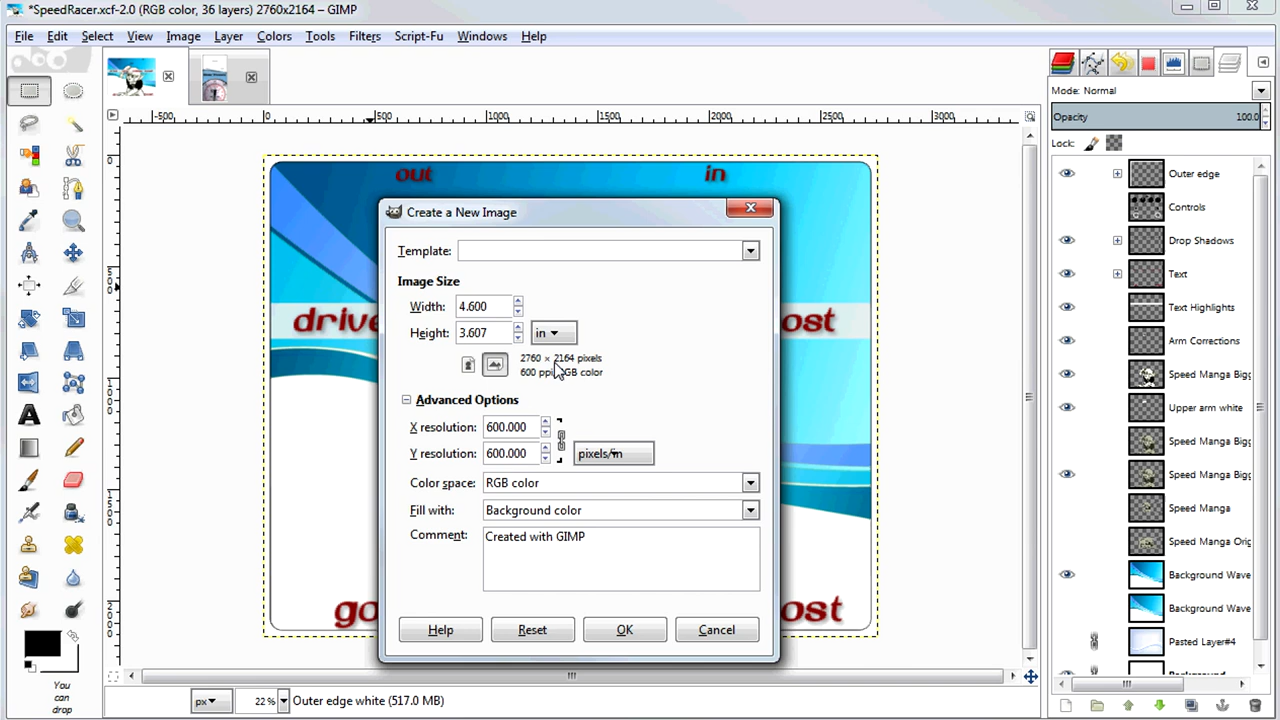 *SpeedRacer.xcf-2.0 (RGB color, 36 layers) 2760x2164 – GIMP
File Edit Select View Image Layer Colors Tools Filters Script-Fu Windows Help
Mode: Normal
Opacity 100.0
Lock:
-500 0 500 1000 1500 2000 2500 3000
0
500
1000
1500
2000
out in
drive
ost
go
ost
Create a New Image
Template:
Image Size
Width: 4.600
Height: 3.607 in
2760 × 2164 pixels
600 ppi, RGB color
Advanced Options
X resolution: 600.000
Y resolution: 600.000 pixels/in
Color space: RGB color
Fill with: Background color
Comment: Created with GIMP
Help Reset OK Cancel
Outer edge
Controls
Drop Shadows
Text
Text Highlights
Arm Corrections
Speed Manga Bigg
Upper arm white
Speed Manga Bigg
Speed Manga Bigg
Speed Manga
Speed Manga Orig
Background Wave
Background Wave
Pasted Layer#4
Background
You
can
drop
px 22% Outer edge white (517.0 MB)